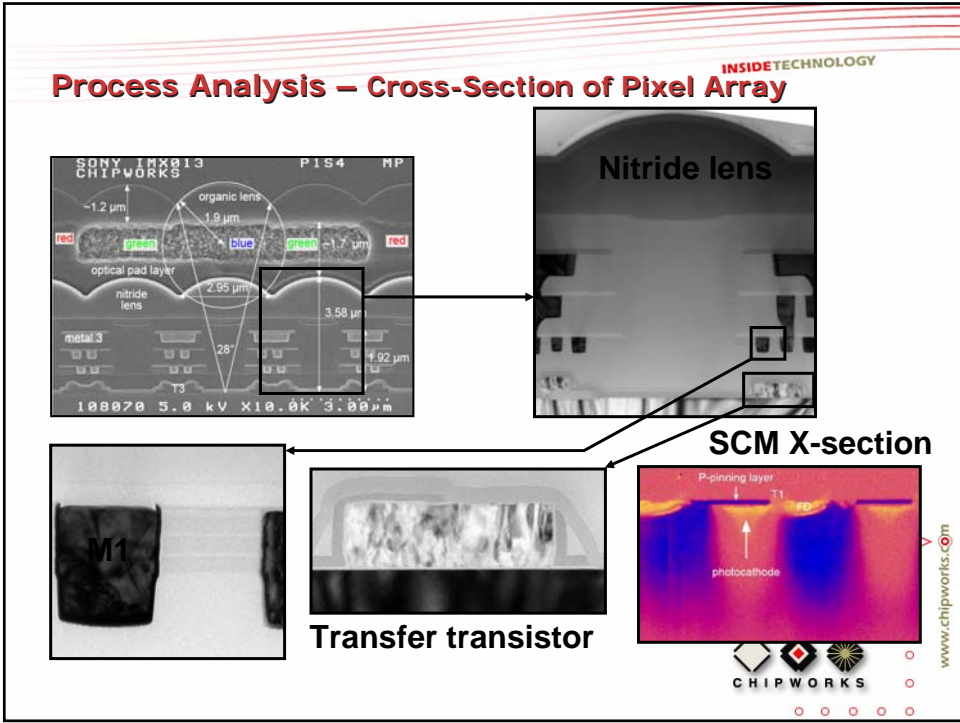 INSIDETECHNOLOGY
Process Analysis – Cross-Section of Pixel Array
SONY IMX013 P1S4 MP
CHIPWORKS
~1.2 µm
organic lens
1.9 µm
red
green
blue
green
~1.7 µm
red
optical pad layer
nitride
lens
2.95 µm
3.58 µm
metal 3
28°
1.92 µm
T3
108070 5.0 kV X10.0K 3.00µm
Nitride lens
M1
Transfer transistor
SCM X-section
P-pinning layer
T1
FD
photocathode
CHIPWORKS
www.chipworks.com